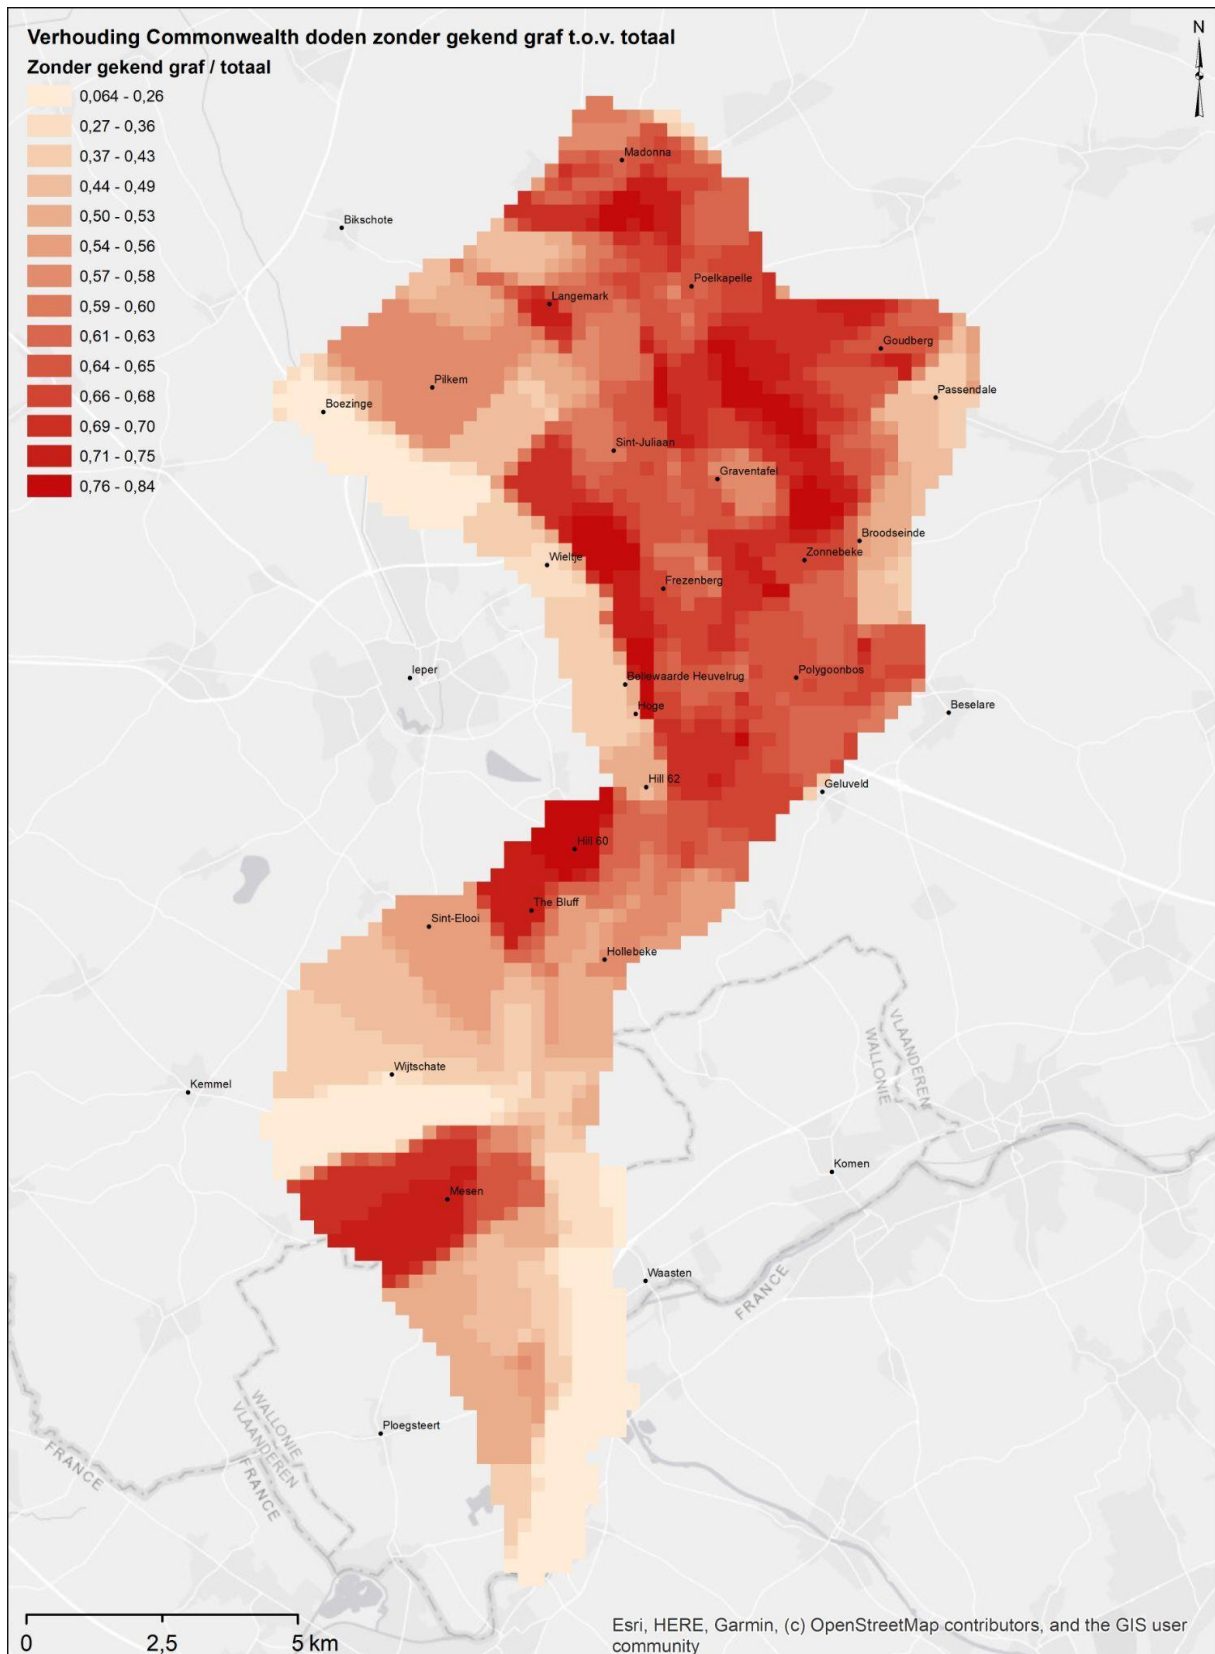 Verhouding Commonwealth doden zonder gekend graf t.o.v. totaal
Zonder gekend graf / totaal
0,064 - 0,26
0,27 - 0,36
0,37 - 0,43
0,44 - 0,49
0,50 - 0,53
0,54 - 0,56
0,57 - 0,58
0,59 - 0,60
0,61 - 0,63
0,64 - 0,65
0,66 - 0,68
0,69 - 0,70
0,71 - 0,75
0,76 - 0,84
N
Madonna
Bikschote
Poelkapelle
Langemark
Goudberg
Pilkem
Passendale
Boezinge
Sint-Juliaan
Graventafel
Broodseinde
Zonnebeke
Wieltje
Frezenberg
Ieper
Bellewaarde Heuvelrug
Polygoonbos
Hoge
Beselare
Hill 62
Geluveld
Hill 60
The Bluff
Sint-Elooi
Hollebeke
VLAANDEREN
WALLONIE
Wijtschate
Kemmel
Komen
Mesen
Waasten
FRANCE
Ploegsteert
WALLONIE
VLAANDEREN
FRANCE
FRANCE
0 2,5 5 km
Esri, HERE, Garmin, (c) OpenStreetMap contributors, and the GIS user
community